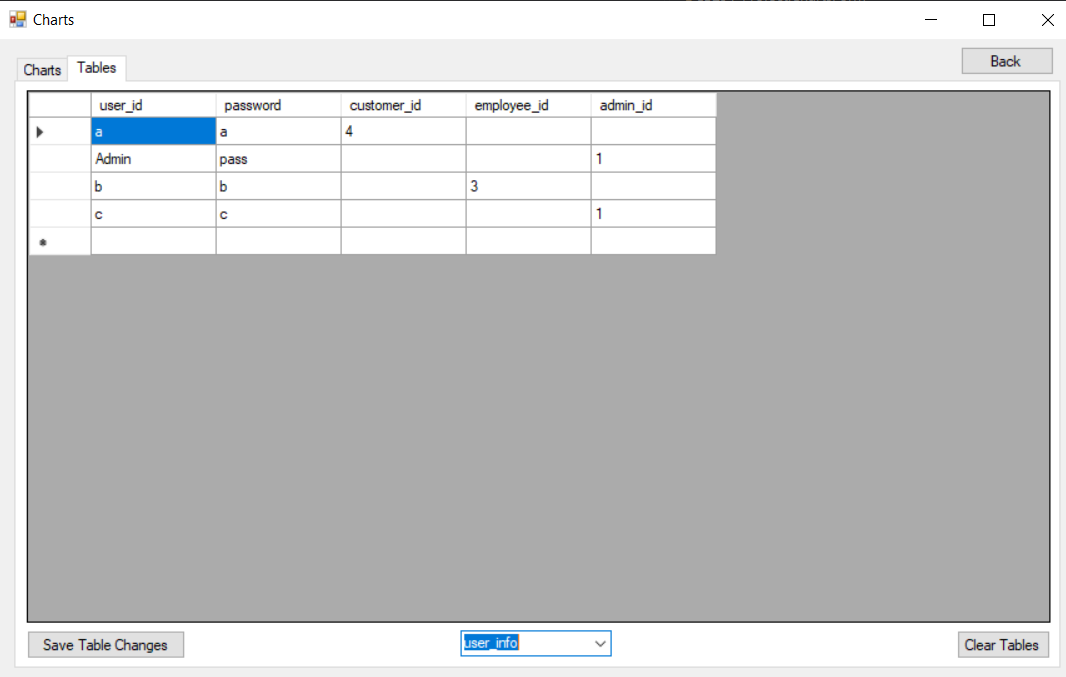 Charts
Back
Charts Tables
user_id password customer_id employee_id admin_id
a a 4
Admin pass 1
b b 3
c c 1
Save Table Changes user_info Clear Tables